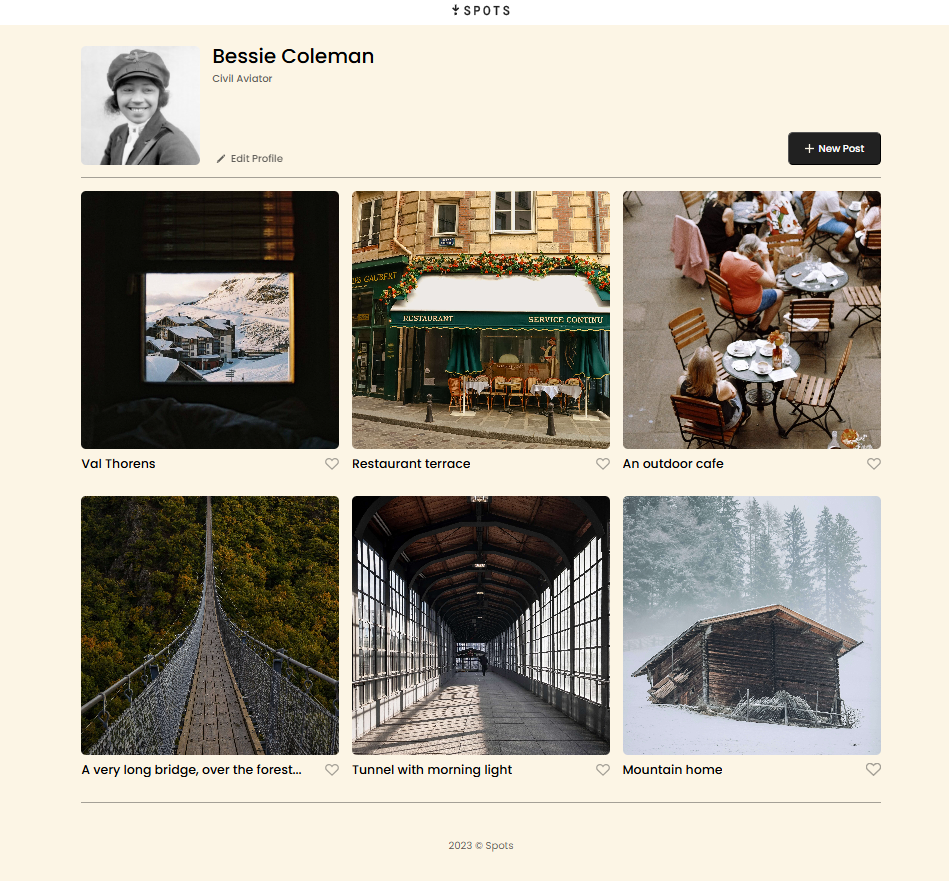 SPOTS
Bessie Coleman
Civil Aviator
Edit Profile
New Post
RESTAURANT
SERVICE CONTINU
Val Thorens
Restaurant terrace
An outdoor cafe
A very long bridge, over the forest...
Tunnel with morning light
Mountain home
2023 © Spots